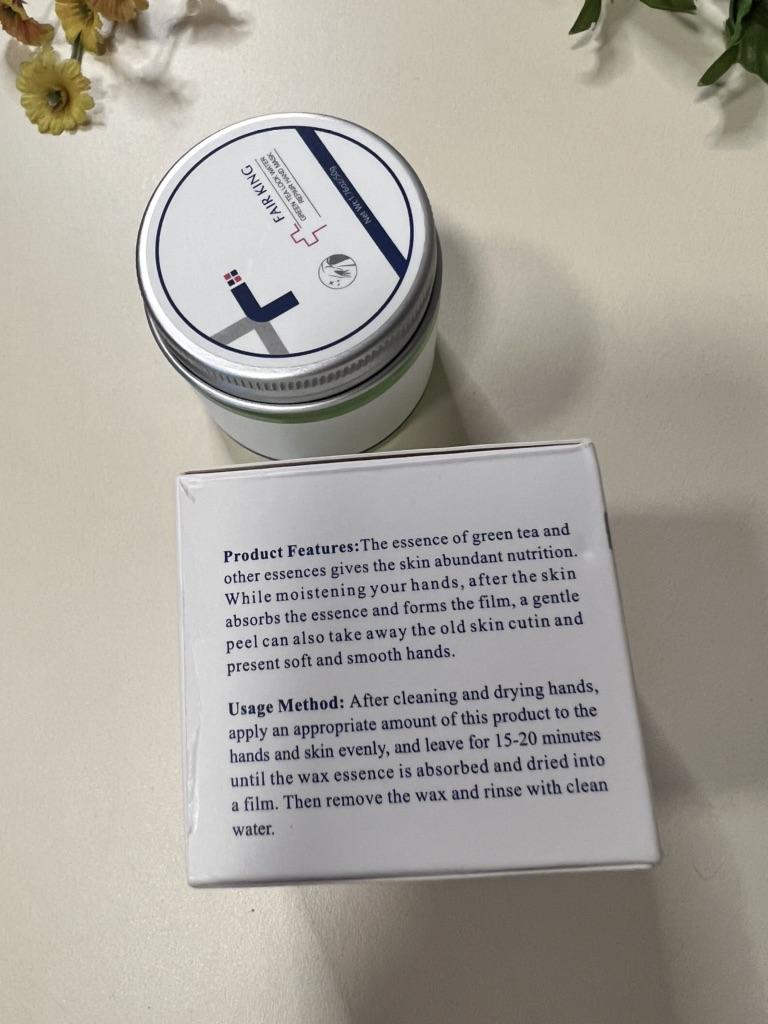 FAIR KING
GREEN TEA LOCK WATER
REPAIR HAND MASK
Net Wt 1.76oz/50g
Product Features:The essence of green tea and
other essences gives the skin abundant nutrition.
While moistening your hands, after the skin
absorbs the essence and forms the film, a gentle
peel can also take away the old skin cutin and
present soft and smooth hands.
Usage Method: After cleaning and drying hands,
apply an appropriate amount of this product to the
hands and skin evenly, and leave for 15-20 minutes
until the wax essence is absorbed and dried into
a film. Then remove the wax and rinse with clean
water.